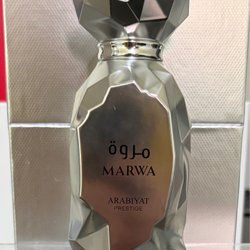 مروة
MARWA
ARABIYAT
PRESTIGE